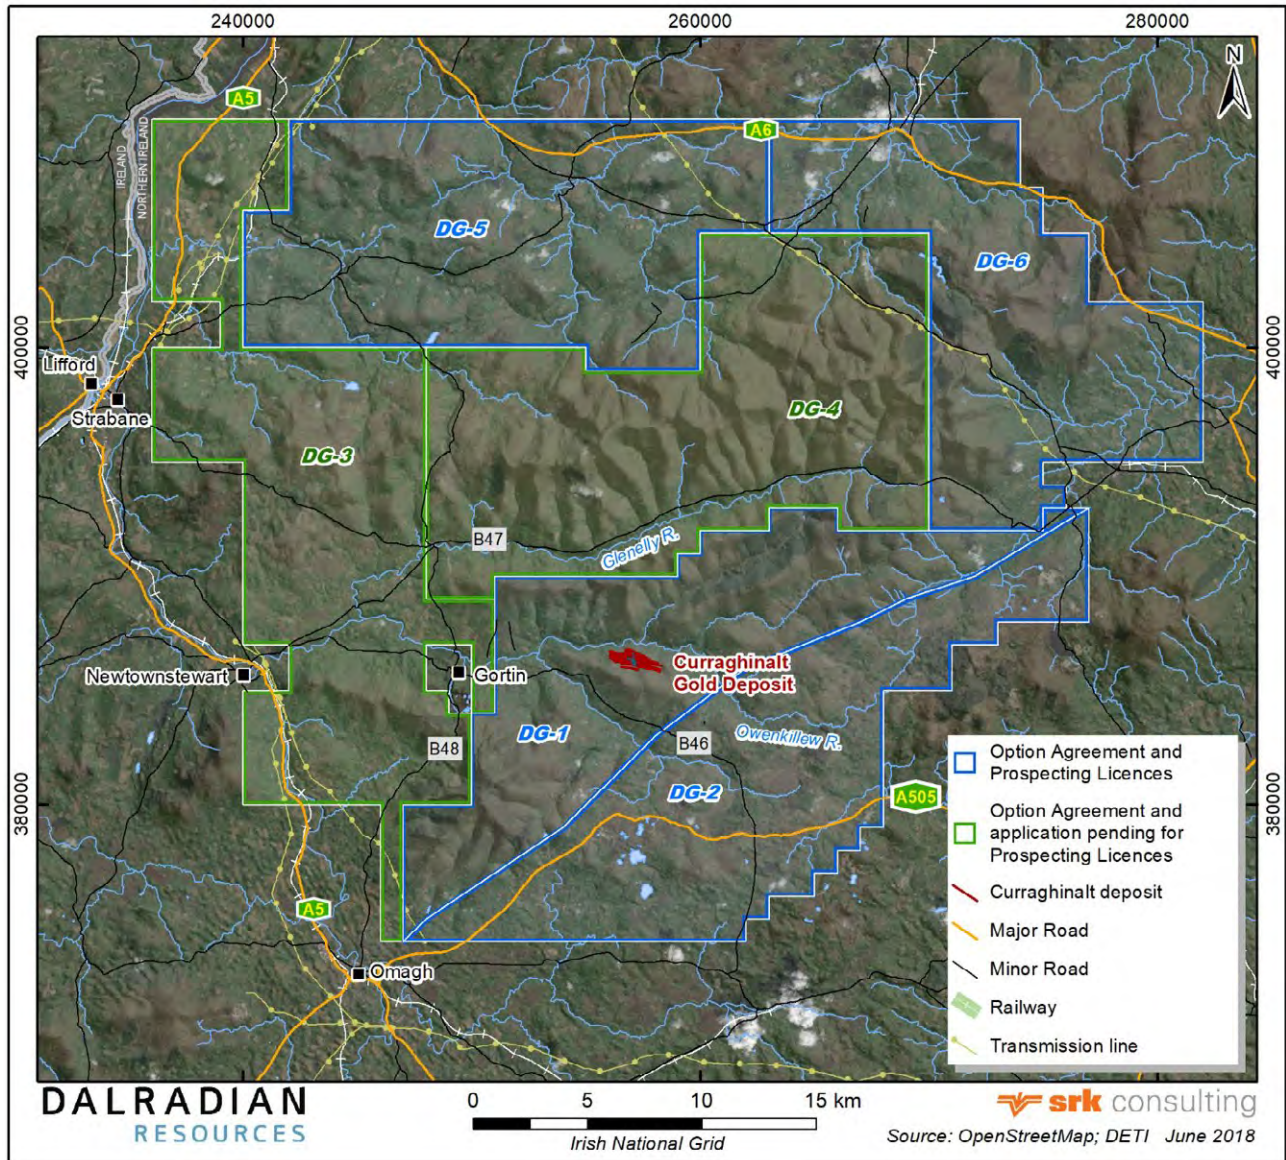 240000
260000
280000
N
A5
A6
IRELAND
NORTHERN IRELAND
DG-5
DG-6
400000
400000
Lifford
Strabane
DG-4
DG-3
B47
Glenelly R.
Newtownstewart
Gortin
Curraghinalt
Gold Deposit
DG-1
B48
B46
Owenkillew R.
DG-2
A505
380000
380000
A5
Omagh
Option Agreement and
Prospecting Licences
Option Agreement and
application pending for
Prospecting Licences
Curraghinalt deposit
Major Road
Minor Road
Railway
Transmission line
DALRADIAN
RESOURCES
0 5 10 15 km
Irish National Grid
srk consulting
Source: OpenStreetMap; DETI June 2018